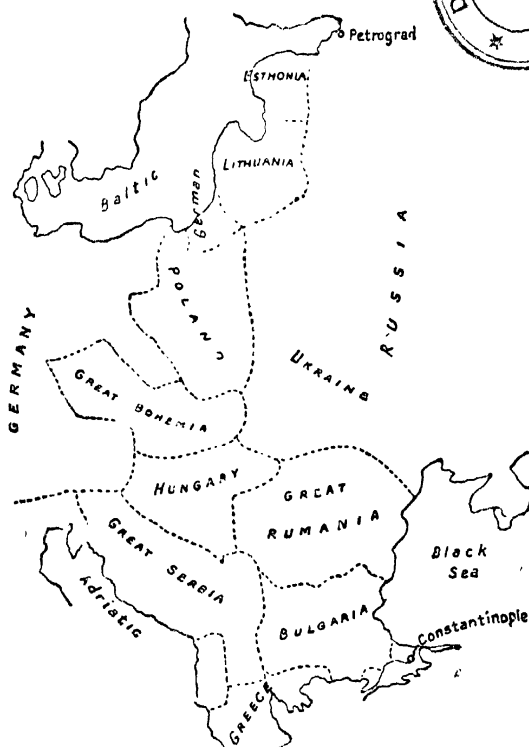 Petrograd
ESTHONIA
LITHUANIA
Baltic
German
POLAND
RUSSIA
GERMANY
UKRAINE
GREAT BOHEMIA
HUNGARY
GREAT
RUMANIA
GREAT SERBIA
Black
Sea
Adriatic
BULGARIA
Constantinople
GREECE